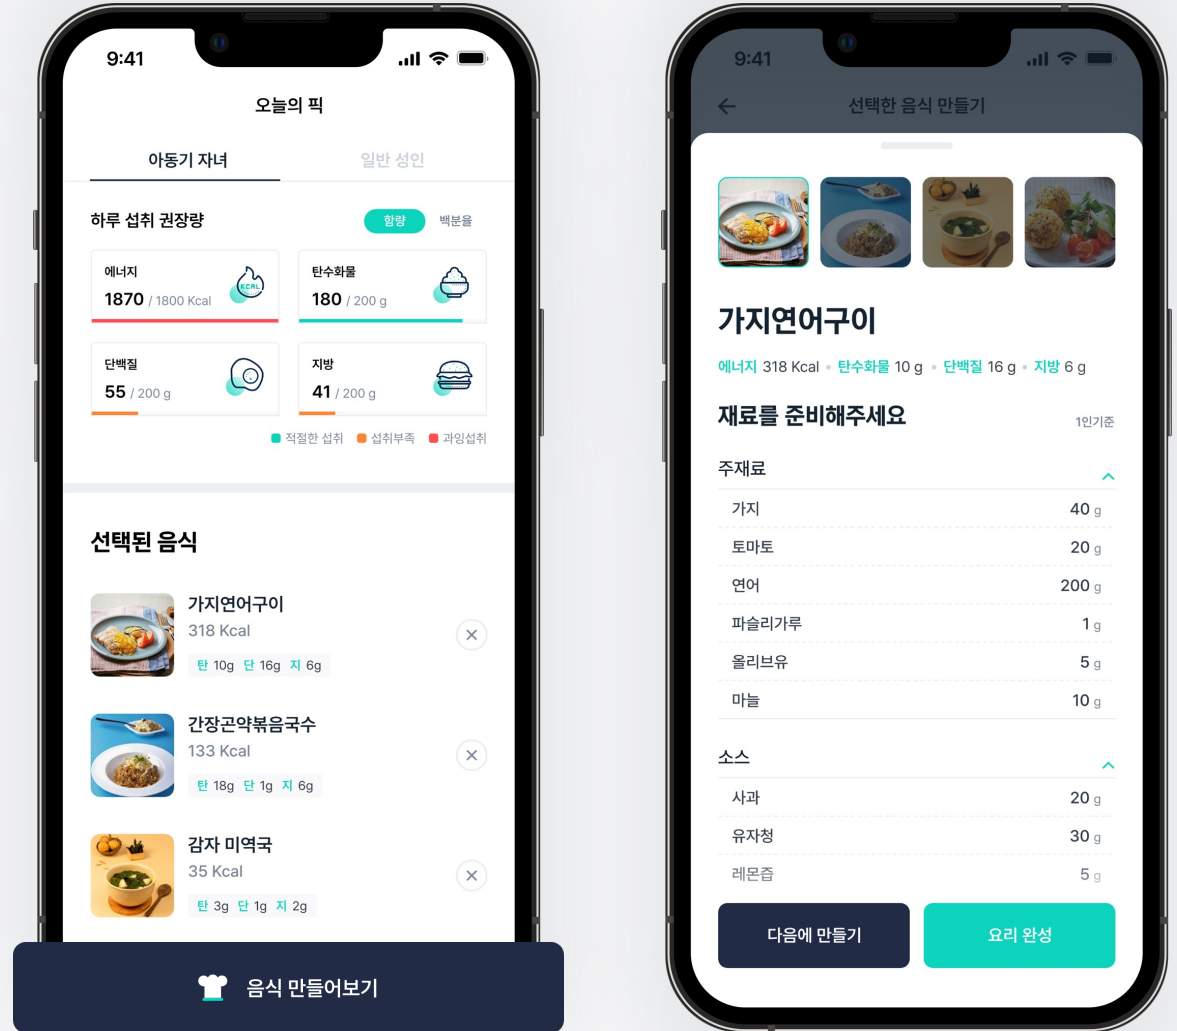 9:41
오늘의 픽
아동기 자녀 일반 성인
하루 섭취 권장량 함량 백분율
에너지
KCAL
1870 / 1800 Kcal
탄수화물
180 / 200 g
단백질
55 / 200 g
지방
41 / 200 g
적절한 섭취 섭취부족 과잉섭취
선택된 음식
가지연어구이
318 Kcal
탄 10g 단 16g 지 6g
간장곤약볶음국수
133 Kcal
탄 18g 단 1g 지 6g
감자 미역국
35 Kcal
탄 3g 단 1g 지 2g
음식 만들어보기
9:41
선택한 음식 만들기
가지연어구이
에너지 318 Kcal • 탄수화물 10 g • 단백질 16 g • 지방 6 g
재료를 준비해주세요 1인기준
주재료
가지 40 g
토마토 20 g
연어 200 g
파슬리가루 1 g
올리브유 5 g
마늘 10 g
소스
사과 20 g
유자청 30 g
레몬즙 5 g
다음에 만들기 요리 완성